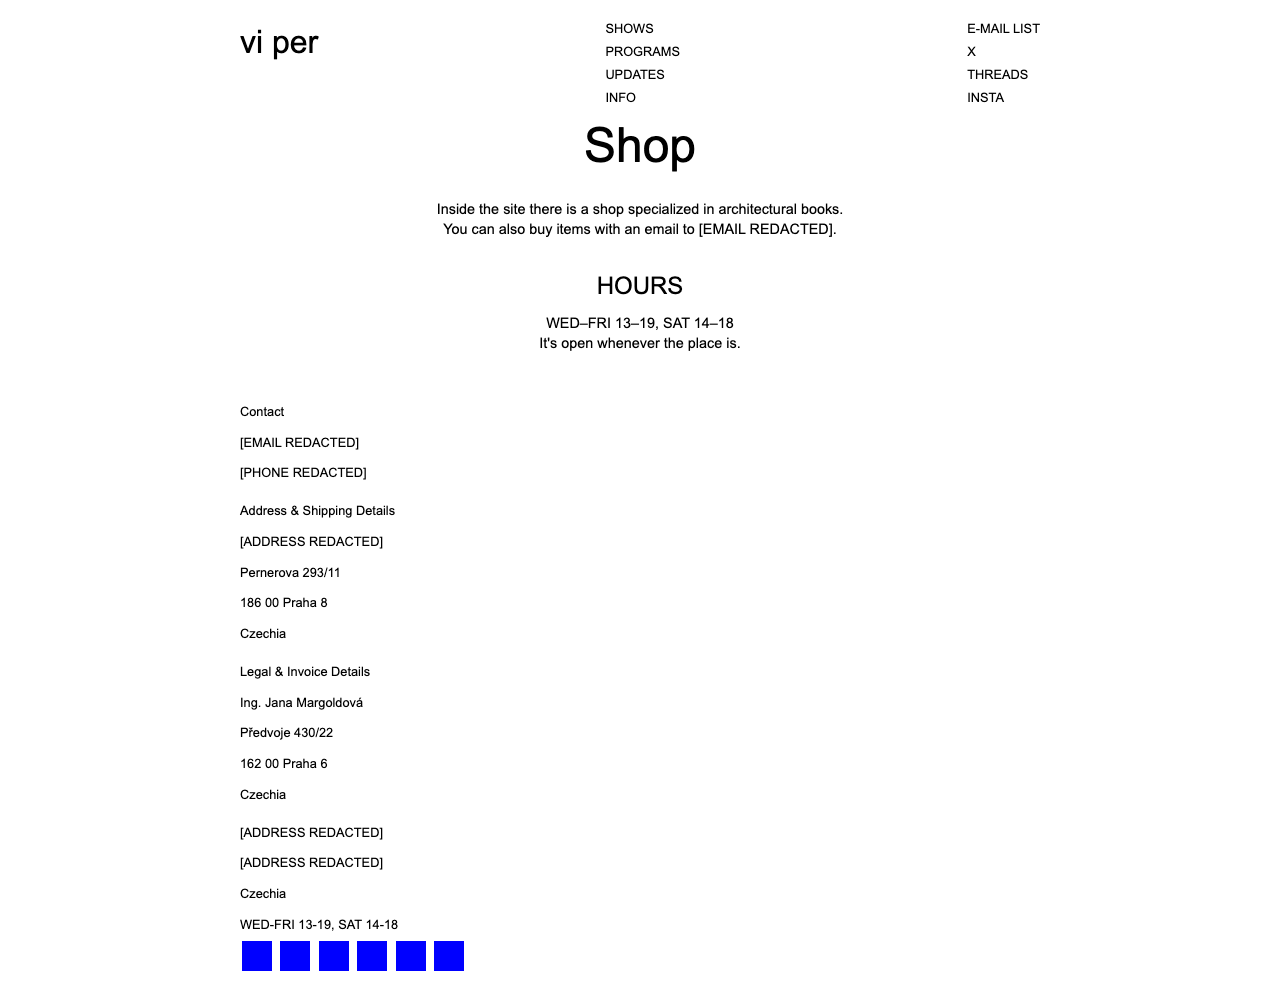 vi per
SHOWS
PROGRAMS
UPDATES
INFO
E-MAIL LIST
X
THREADS
INSTA
Shop
Inside the site there is a shop specialized in architectural books.
You can also buy items with an email to [EMAIL REDACTED].
HOURS
WED–FRI 13–19, SAT 14–18
It's open whenever the place is.
Contact
[EMAIL REDACTED]
[PHONE REDACTED]
Address & Shipping Details
[ADDRESS REDACTED]
Pernerova 293/11
186 00 Praha 8
Czechia
Legal & Invoice Details
Ing. Jana Margoldová
Předvoje 430/22
162 00 Praha 6
Czechia
[ADDRESS REDACTED]
[ADDRESS REDACTED]
Czechia
WED-FRI 13-19, SAT 14-18